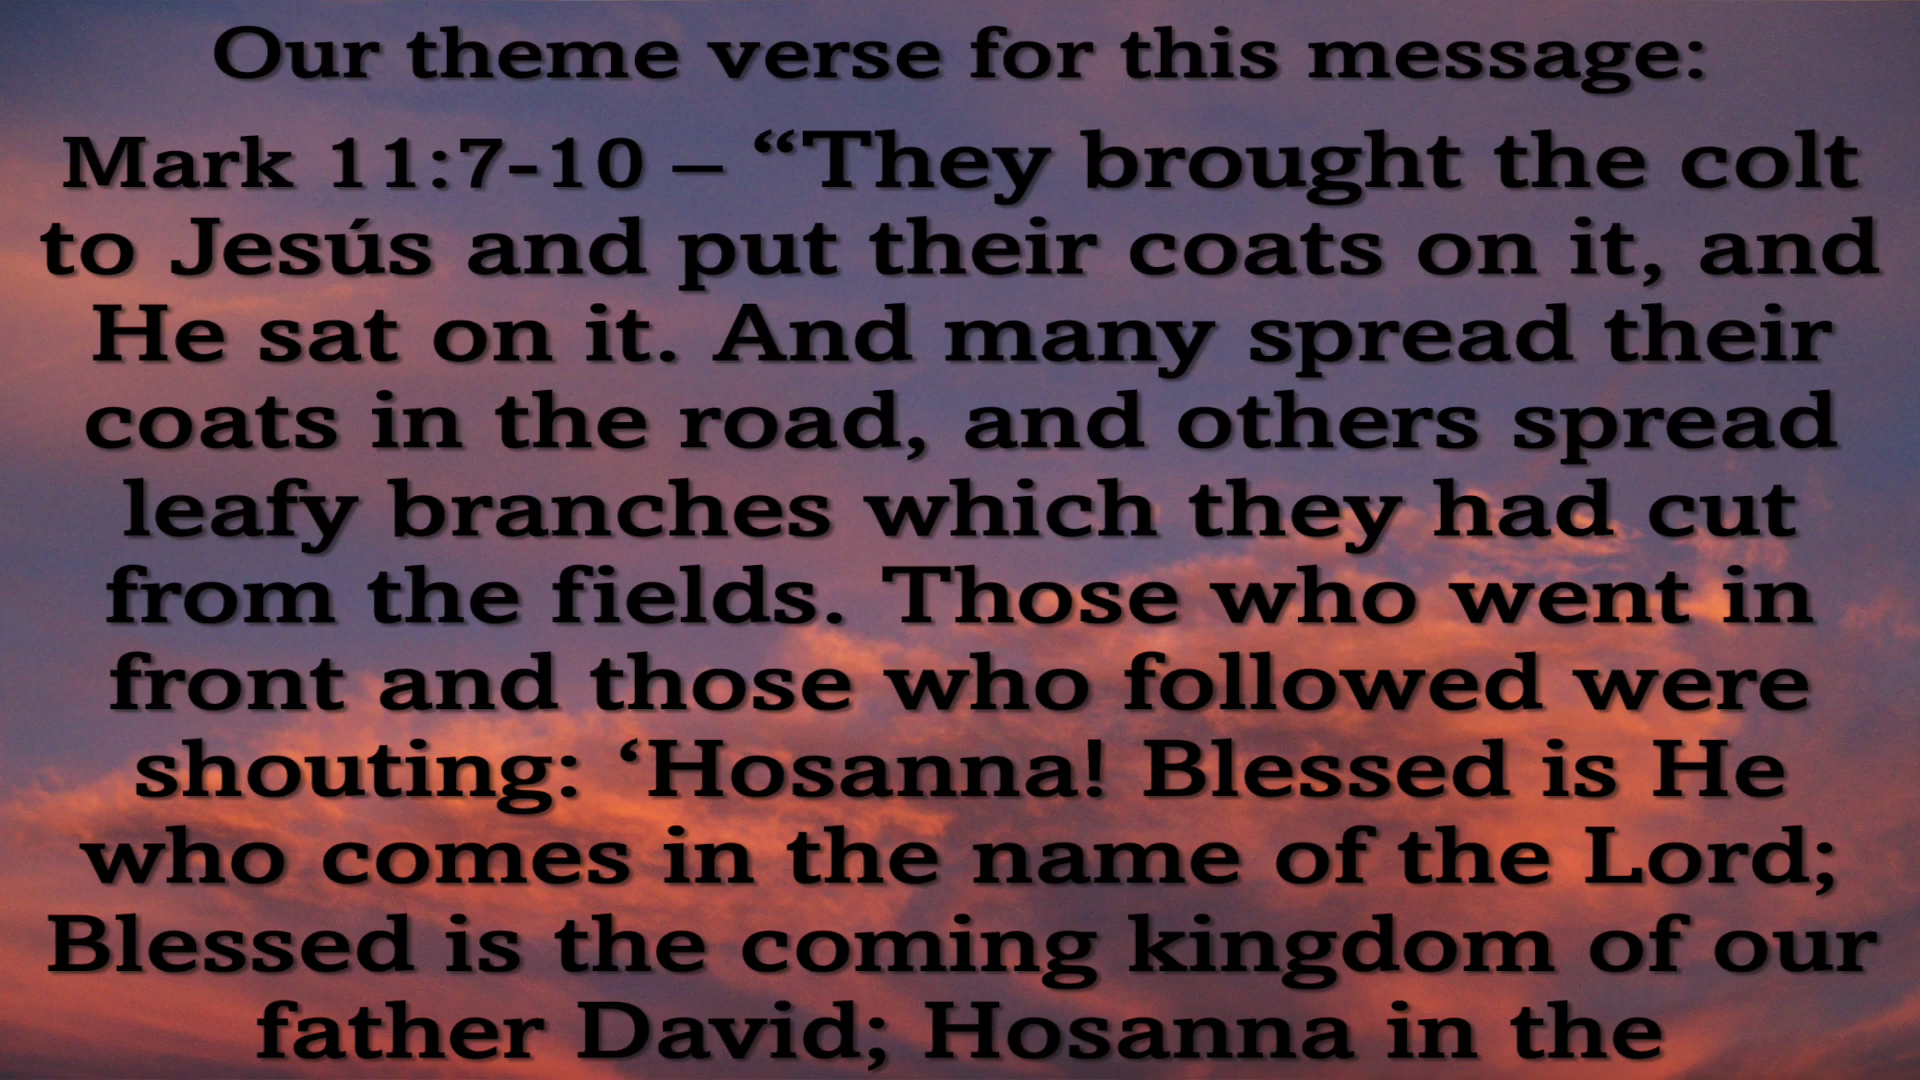 Our theme verse for this message:
Mark 11:7-10 – “They brought the colt
to Jesús and put their coats on it, and
He sat on it. And many spread their
coats in the road, and others spread
leafy branches which they had cut
from the fields. Those who went in
front and those who followed were
shouting: ‘Hosanna! Blessed is He
who comes in the name of the Lord;
Blessed is the coming kingdom of our
father David; Hosanna in the